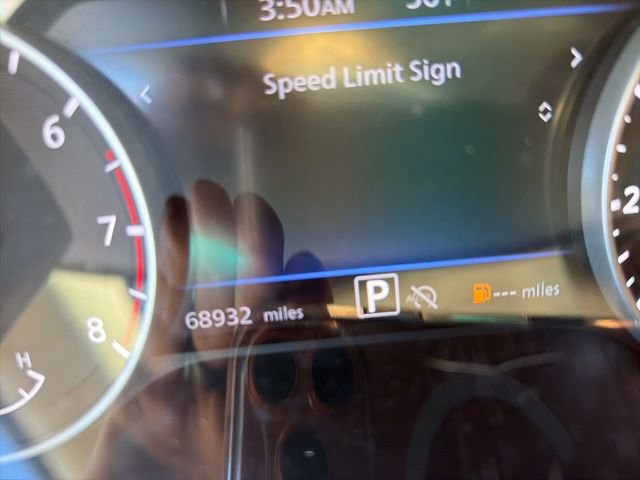 3:50AM
Speed Limit Sign
6
7
8
H
2
P
--- miles
68932 miles